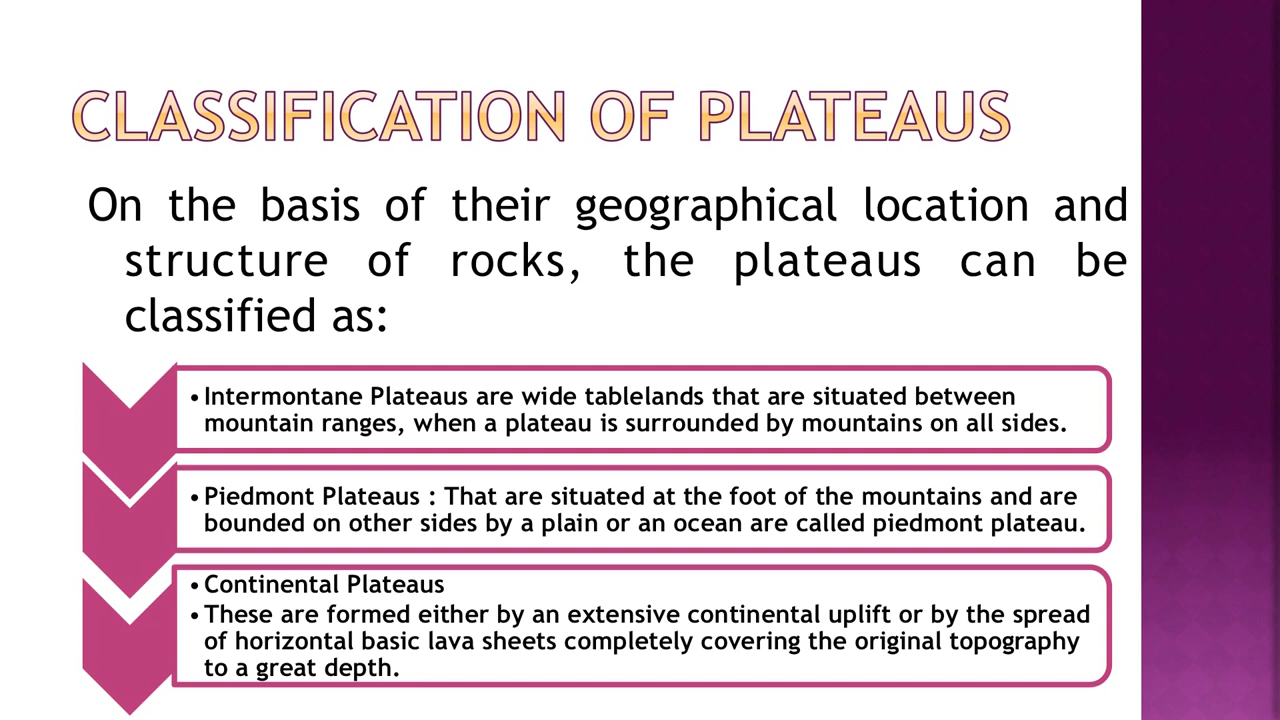 CLASSIFICATION OF PLATEAUS
On the basis of their geographical location and
structure of rocks, the plateaus can be
classified as:
• Intermontane Plateaus are wide tablelands that are situated between
mountain ranges, when a plateau is surrounded by mountains on all sides.
• Piedmont Plateaus : That are situated at the foot of the mountains and are
bounded on other sides by a plain or an ocean are called piedmont plateau.
• Continental Plateaus
• These are formed either by an extensive continental uplift or by the spread
of horizontal basic lava sheets completely covering the original topography
to a great depth.